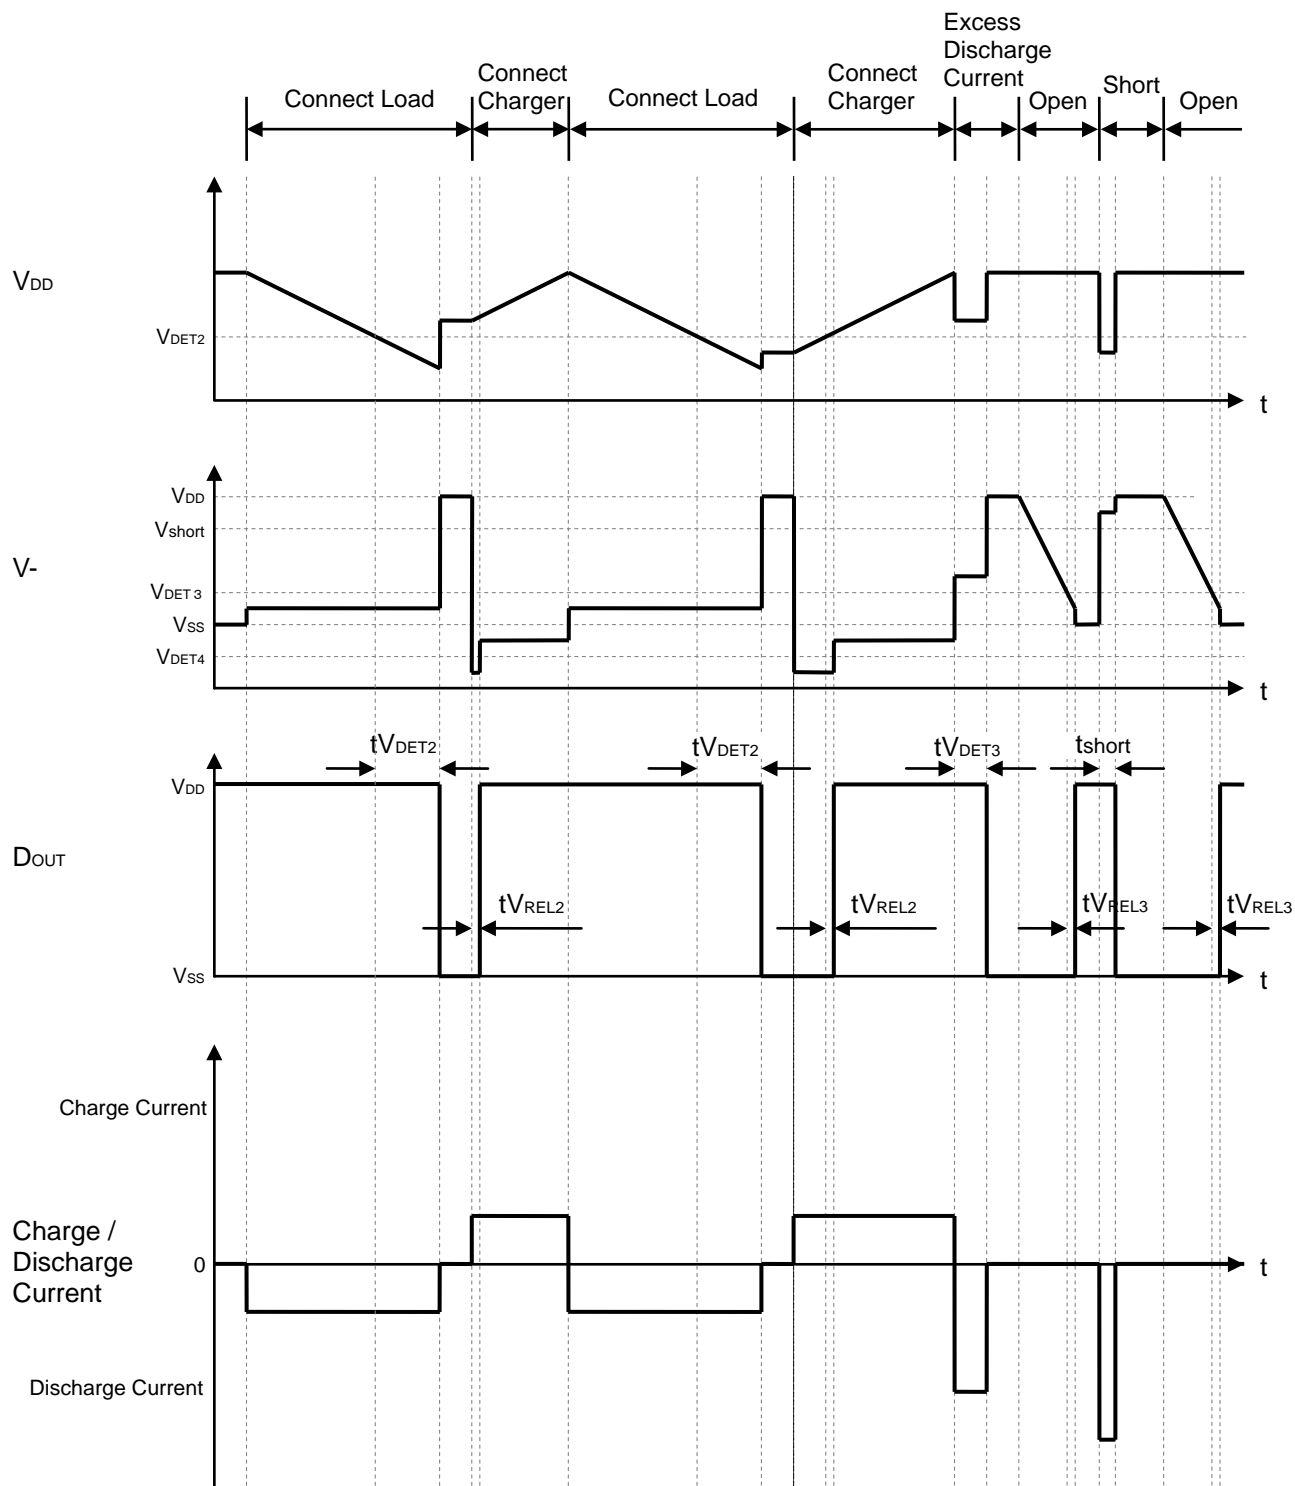 Excess
Discharge
Current
Connect Load
Connect
Charger
Connect Load
Connect
Charger
Open
Short
Open
VDD
VDET2
t
V-
VDD
Vshort
VDET3
VSS
VDET4
t
DOUT
tVDET2
tVDET2
tVDET3
tshort
VDD
tVREL2
tVREL2
tVREL3
tVREL3
VSS
t
Charge Current
Charge /
Discharge
Current
0
t
Discharge Current